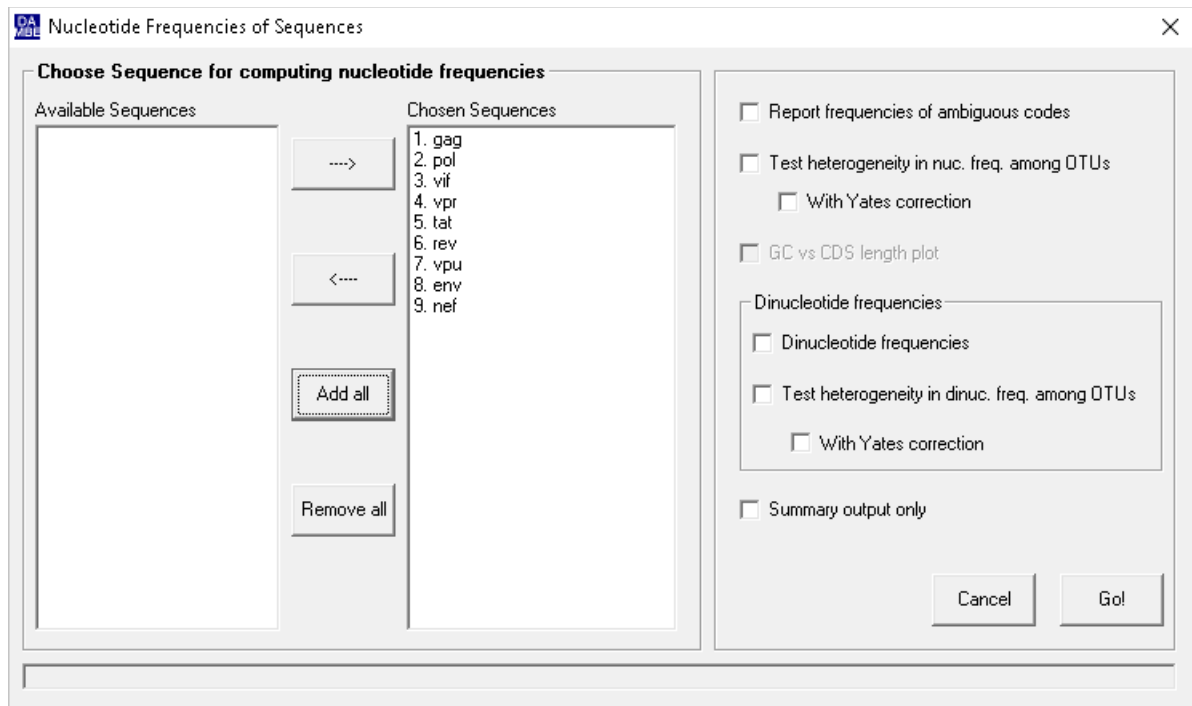 DA
MBE
Nucleotide Frequencies of Sequences
Choose Sequence for computing nucleotide frequencies
Available Sequences
Chosen Sequences
---->
<----
Add all
Remove all
1. gag
2. pol
3. vif
4. vpr
5. tat
6. rev
7. vpu
8. env
9. nef
Report frequencies of ambiguous codes
Test heterogeneity in nuc. freq. among OTUs
With Yates correction
GC vs CDS length plot
Dinucleotide frequencies
Dinucleotide frequencies
Test heterogeneity in dinuc. freq. among OTUs
With Yates correction
Summary output only
Cancel
Go!